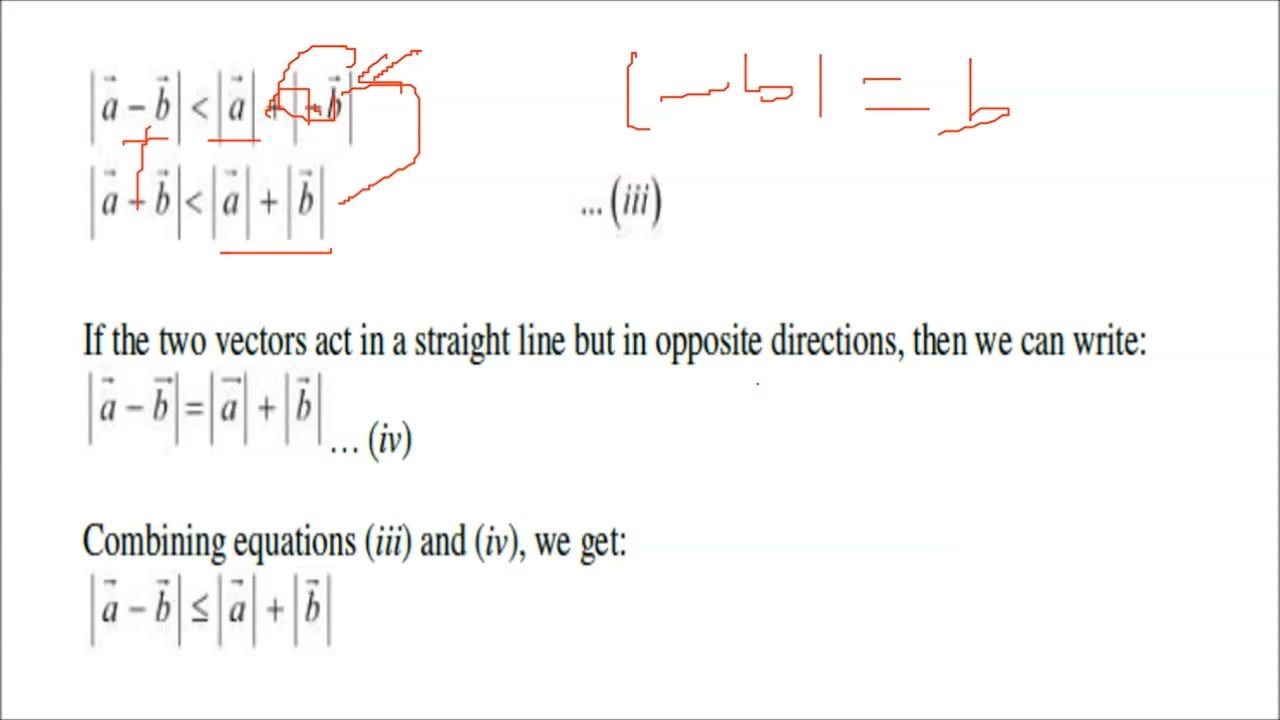 |a⃗ − b⃗| < |a⃗| + |−b⃗| |−b| = b
|a⃗ − b⃗| < |a⃗| + |b⃗| ...(iii)
If the two vectors act in a straight line but in opposite directions, then we can write:
|a⃗ − b⃗| = |a⃗| + |b⃗| ... (iv)
Combining equations (iii) and (iv), we get:
|a⃗ − b⃗| ≤ |a⃗| + |b⃗|